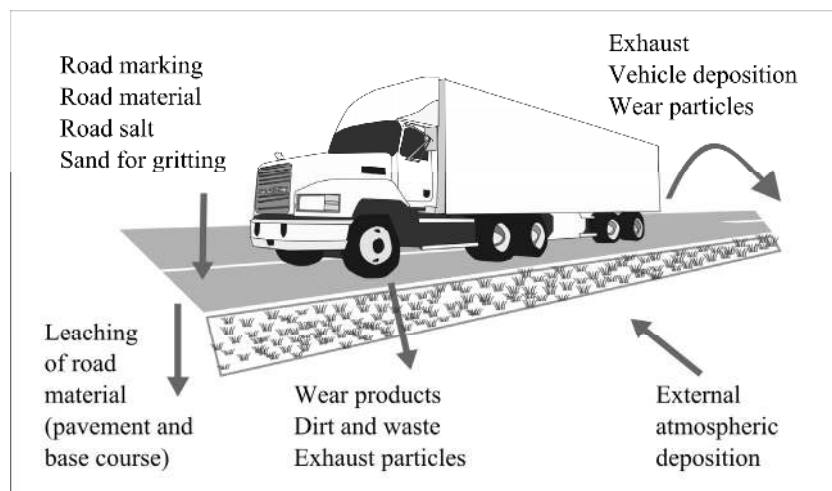 Road marking
Road material
Road salt
Sand for gritting
Exhaust
Vehicle deposition
Wear particles
Leaching
of road
material
(pavement and
base course)
Wear products
Dirt and waste
Exhaust particles
External
atmospheric
deposition